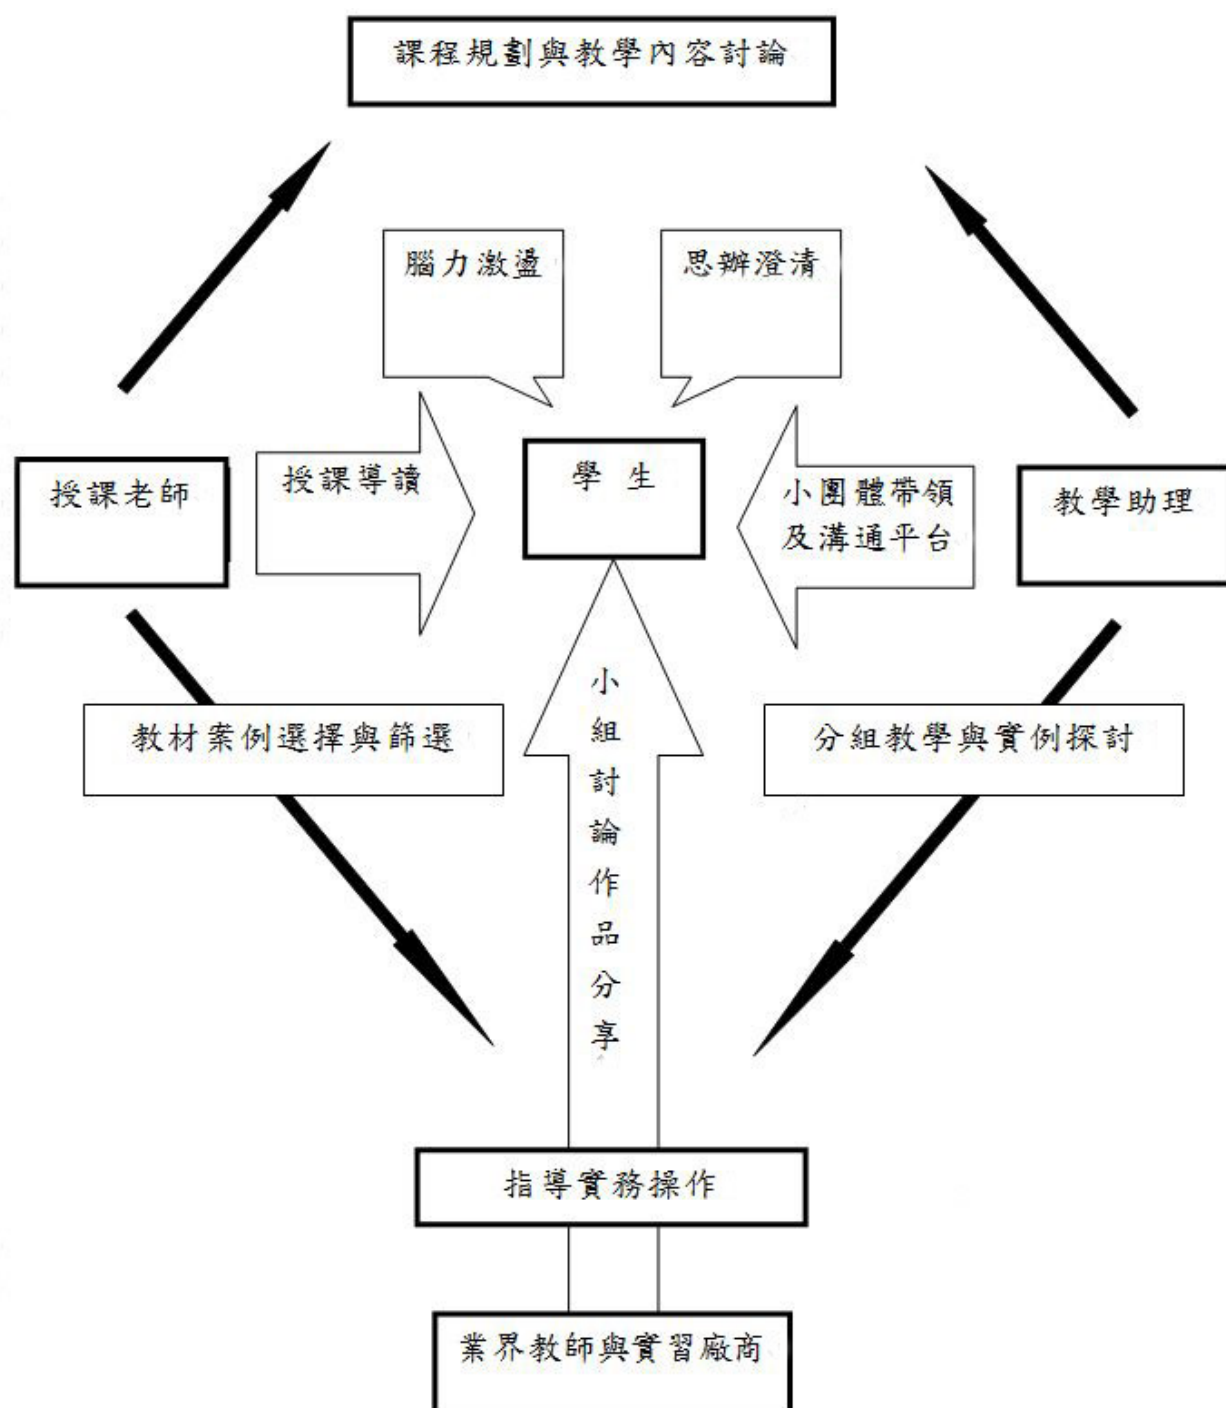 課程規劃與教學內容討論
腦力激盪
思辦澄清
授課老師
授課導讀
學 生
小團體帶領
及溝通平台
教學助理
教材案例選擇與篩選
分組教學與實例探討
小組討論作品分享
指導實務操作
業界教師與實習廠商